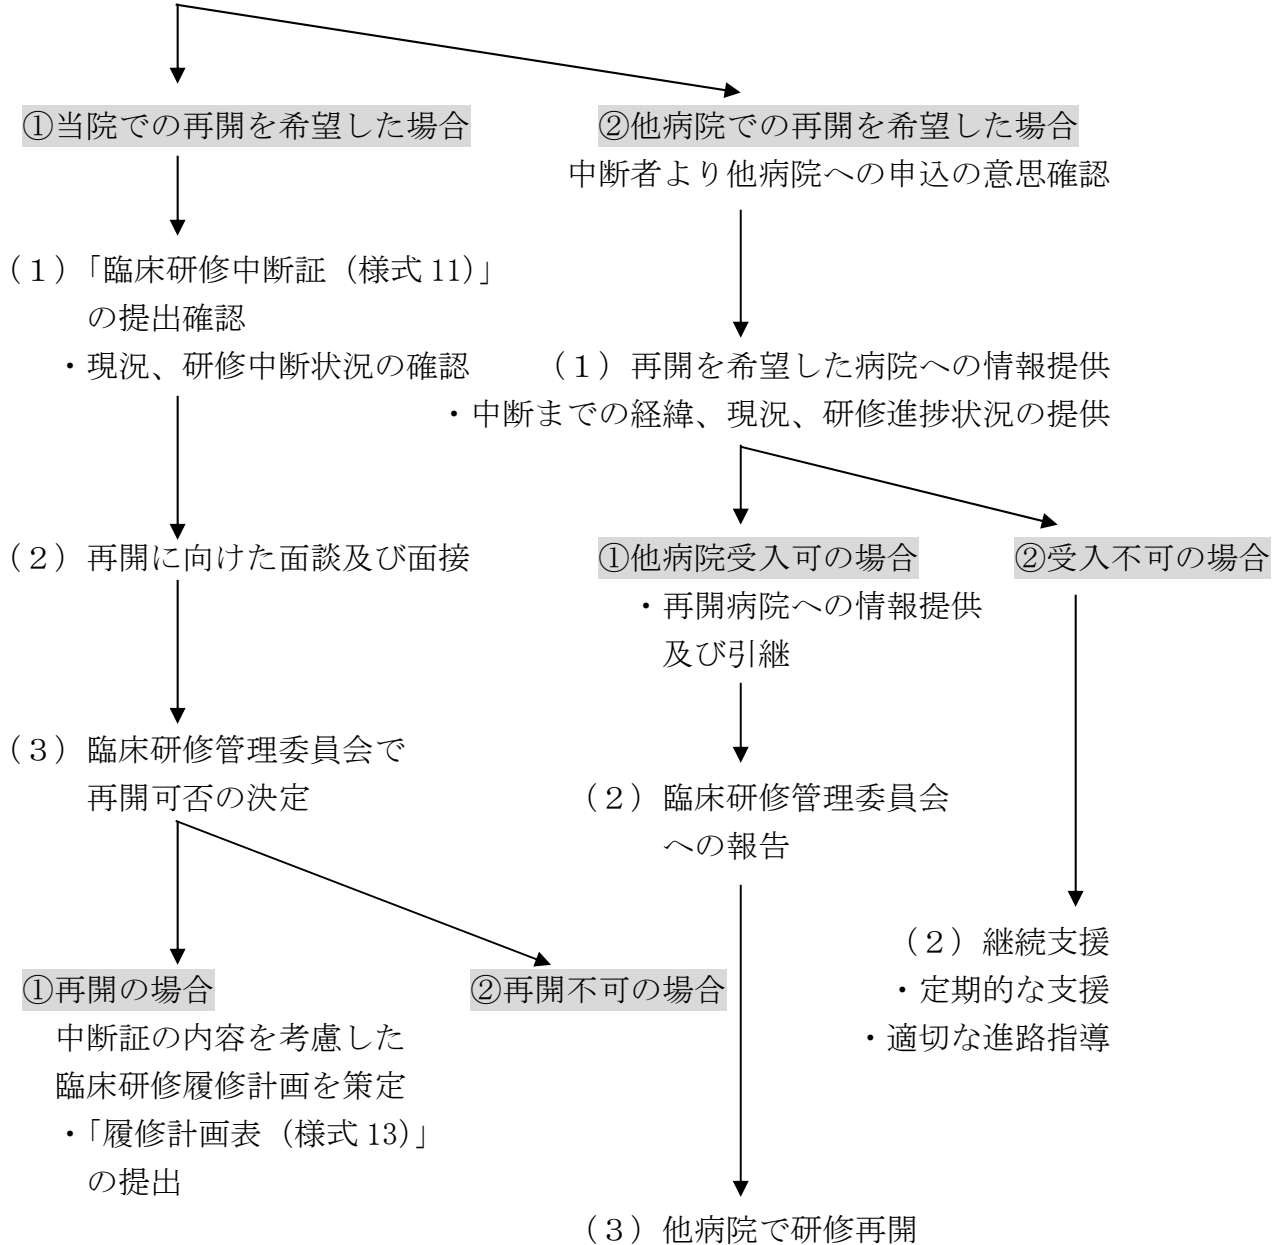 ①当院での再開を希望した場合
（１）「臨床研修中断証（様式 11）」
の提出確認
・現況、研修中断状況の確認
（２）再開に向けた面談及び面接
（３）臨床研修管理委員会で
再開可否の決定
①再開の場合
中断証の内容を考慮した
臨床研修履修計画を策定
・「履修計画表（様式 13）」
の提出
②再開不可の場合
②他病院での再開を希望した場合
中断者より他病院への申込の意思確認
（１）再開を希望した病院への情報提供
・中断までの経緯、現況、研修進捗状況の提供
①他病院受入可の場合
・再開病院への情報提供
及び引継
（２）臨床研修管理委員会
への報告
（３）他病院で研修再開
②受入不可の場合
（２）継続支援
・定期的な支援
・適切な進路指導